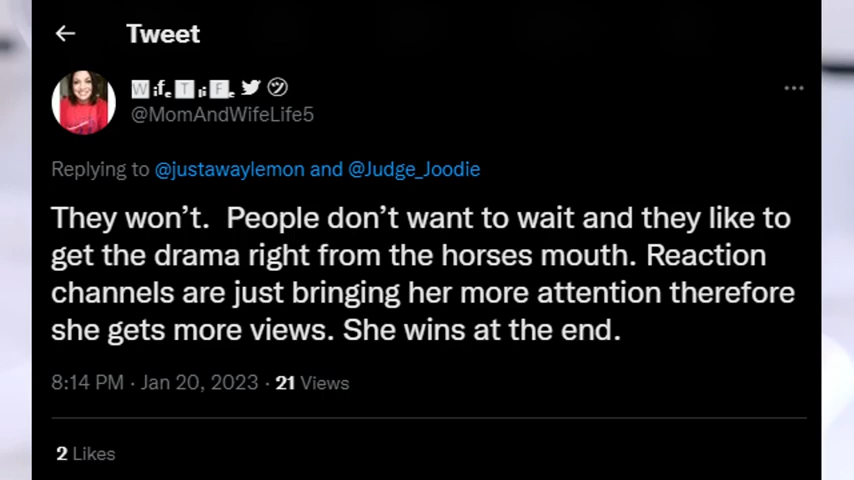 Tweet
Wife Life
@MomAndWifeLife5
Replying to @justawaylemon and @Judge_Joodie
They won’t.  People don’t want to wait and they like to
get the drama right from the horses mouth. Reaction
channels are just bringing her more attention therefore
she gets more views. She wins at the end.
8:14 PM · Jan 20, 2023 · 21 Views
2 Likes